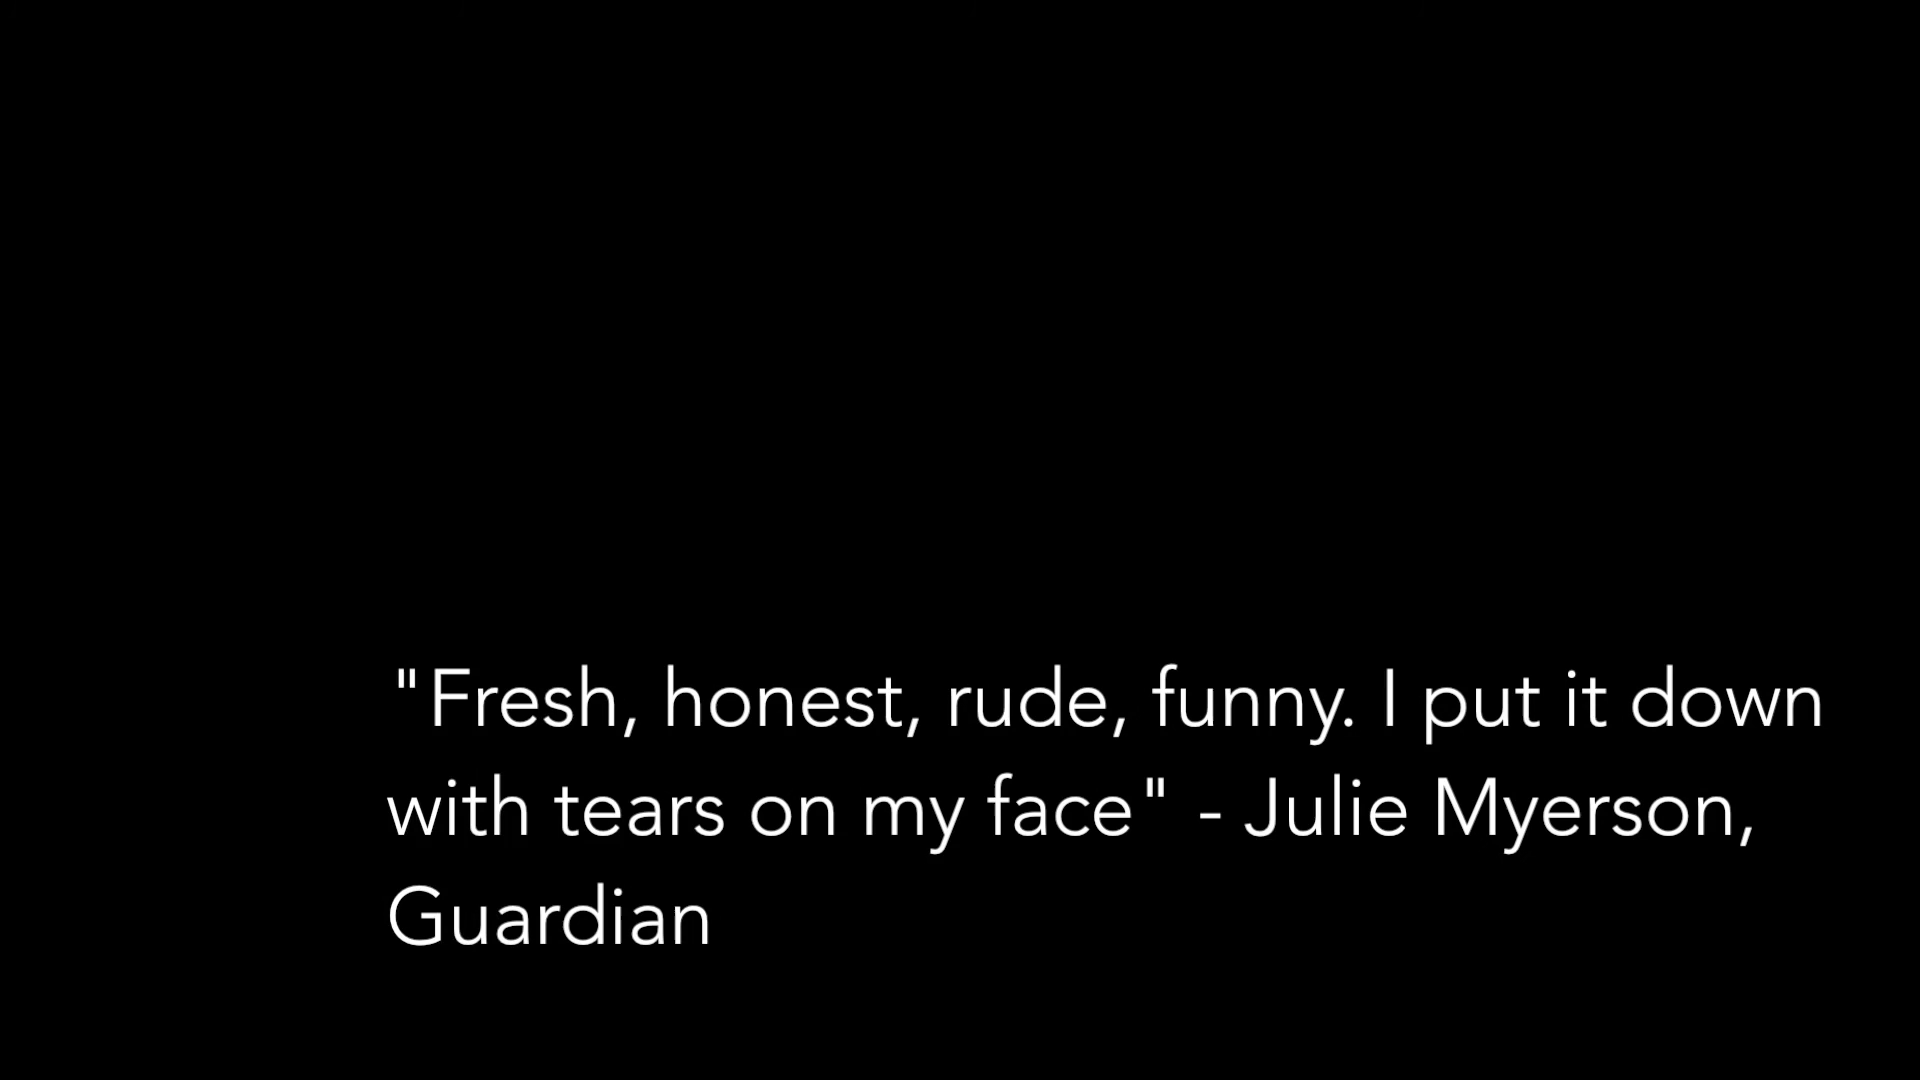 "Fresh, honest, rude, funny. I put it down
with tears on my face" - Julie Myerson,
Guardian